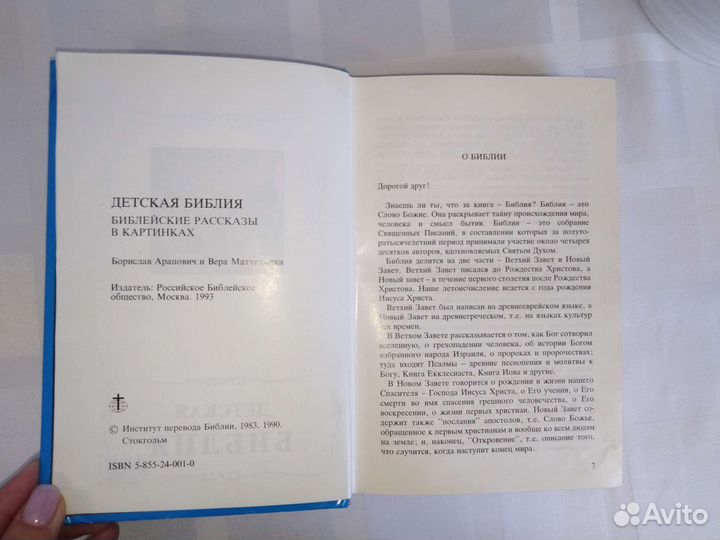 ДЕТСКАЯ БИБЛИЯ
БИБЛЕЙСКИЕ РАССКАЗЫ
В КАРТИНКАХ
Борислав Арапович и Вера
Издатель: Российское Библейское
общество, Москва. 1993
© Институт перевода Библии. 1983. 1990.
Стокгольм
ISBN 5-855-24-001-0
О БИБЛИИ
Дорогой друг!
Знаешь ли ты, что за книга – Библия? Библия – это
Слово Божие. Она раскрывает тайну происхождения мира,
человека и смысл бытия. Библия – это собрание
Священных Писаний, в составлении которых за полуто-
ратысячелетний период принимали участие около четырех
десятков авторов, вдохновляемых Святым Духом.
Библия делится на две части – Ветхий Завет и Новый
Завет. Ветхий Завет писался до Рождества Христова, а
Новый завет – в течение первого столетия после Рождества
Христова. Наше летоисчисление ведется с года рождения
Иисуса Христа.
Ветхий Завет был написан на древнееврейском языке, а
Новый Завет на древнегреческом, т.е. на языках культур
тех времен.
В Ветхом Завете рассказывается о том, как Бог сотворил
вселенную, о грехопадении человека, об истории Богом
избранного народа Израиля, о пророках и пророчествах;
туда входят Псалмы – древние песнопения и молитвы к
Богу, Книга Екклесиаста, Книга Иова и другие.
В Новом Завете говорится о рождении и жизни нашего
Спасителя – Господа Иисуса Христа, о Его учении, о Его
смерти во имя спасения грешного человечества, о Его
воскресении, о первых христианах. Новый Завет со-
держит также "послания" апостолов, т.е. Слово Божье,
обращенное к первым христианам и вообще ко всем людям
на земле; и, наконец, "Откровение", т.е. описание того,
что случится, когда наступит конец мира.
7
Avito